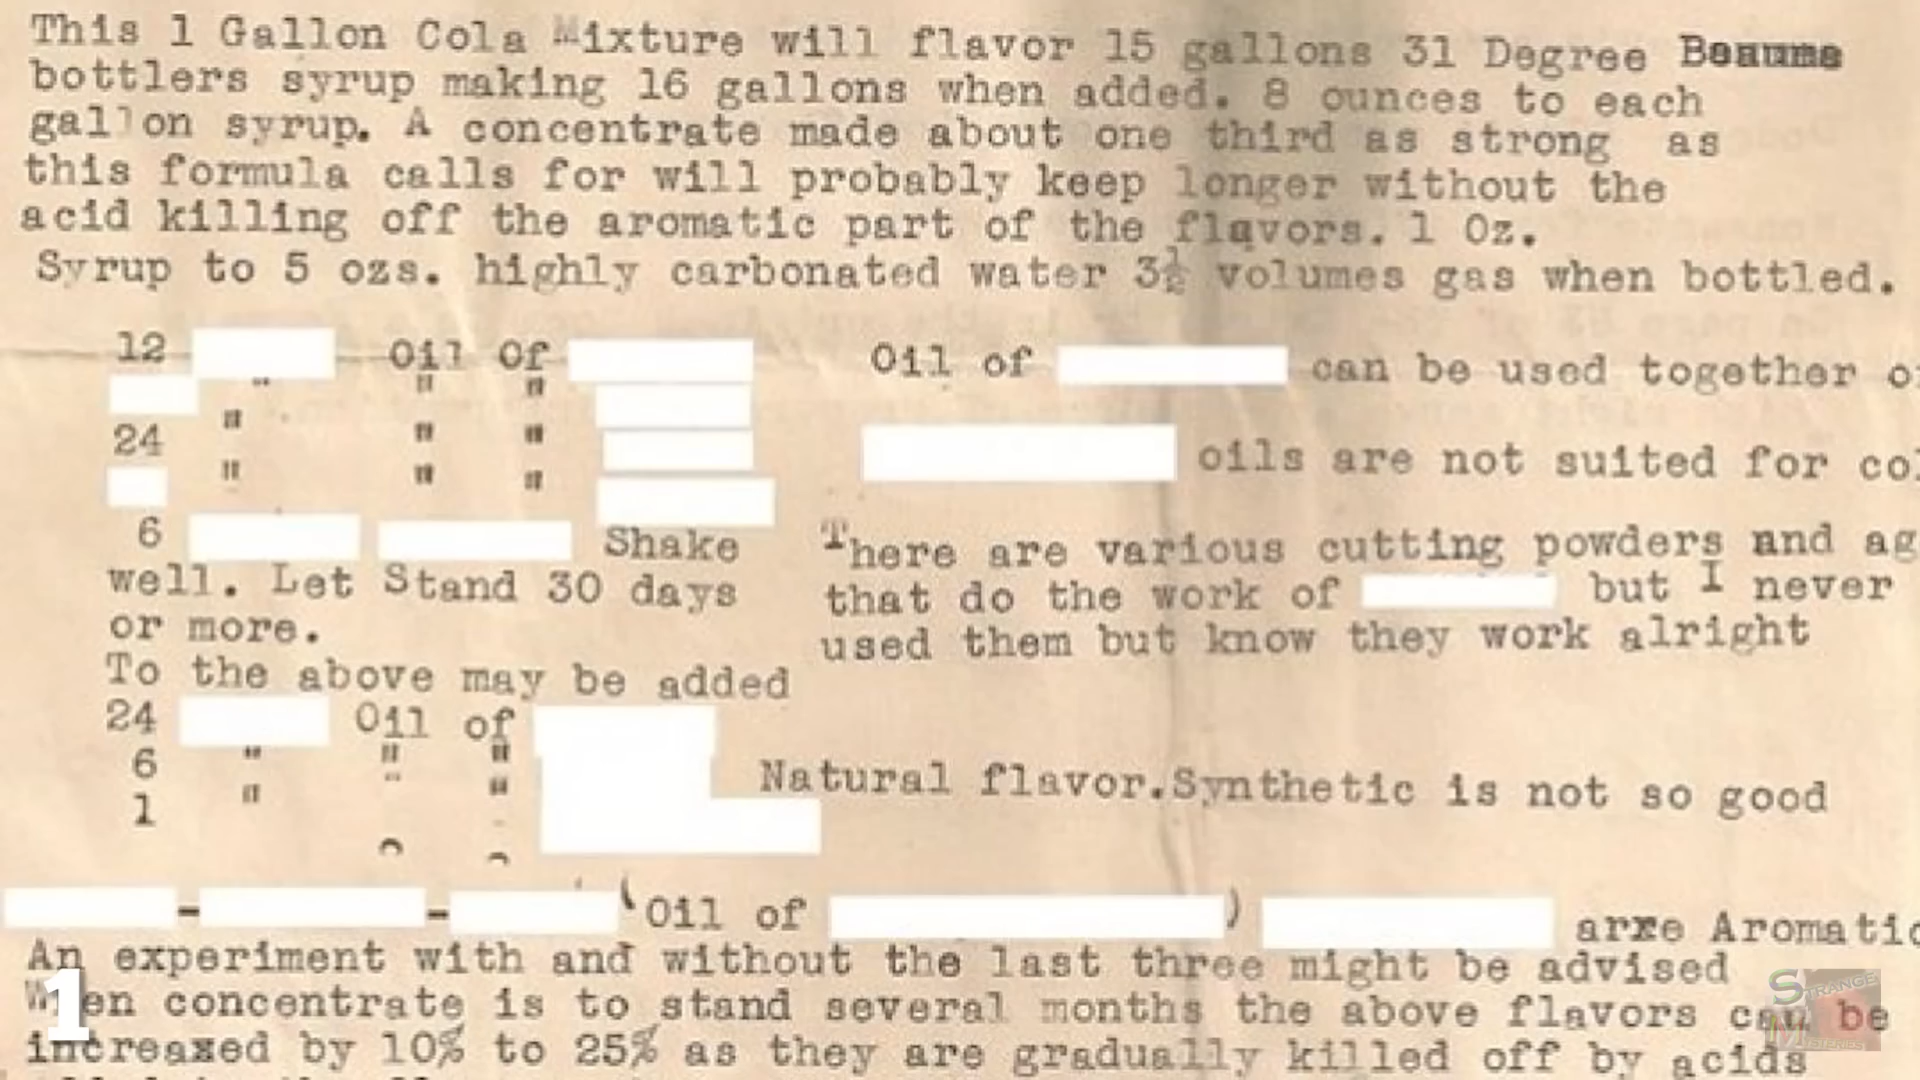 This 1 Gallon Cola Mixture will flavor 15 gallons 31 Degree
bottlers syrup making 16 gallons when added. 8 ounces to each
gallon syrup. A concentrate made about one third as strong as
this formula calls for will probably keep longer without the
acid killing off the aromatic part of the flavors. 1 Oz.
Syrup to 5 ozs. highly carbonated water 3½ volumes gas when bottled.
12 Oil Of
" " "
24 " " "
" " "
6 Shake
well. Let Stand 30 days
or more.
To the above may be added
24 Oil of
6 " " "
1 " " "
Oil of can be used together
oils are not suited for
There are various cutting powders and
that do the work of but I never
used them but know they work alright
Natural flavor.Synthetic is not so good
- - (Oil of ) arxe Aromatic
An experiment with and without the last three might be advised
When concentrate is to stand several months the above flavors can be
increased by 10% to 25% as they are gradually killed off by acids
1
STRANGE
MYSTERIES